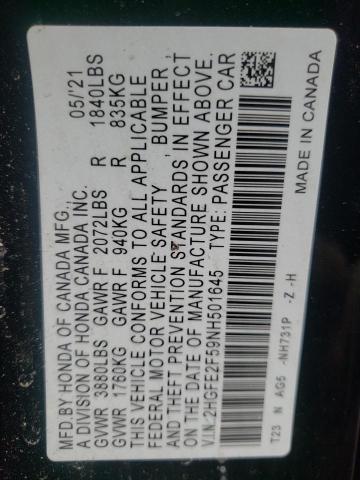 MFD. BY HONDA OF CANADA MFG.,
A DIVISION OF HONDA CANADA INC. 05/'21
GVWR 3880LBS GAWR F 2072LBS R 1840LBS
GVWR 1760KG GAWR F 940KG R 835KG
THIS VEHICLE CONFORMS TO ALL APPLICABLE
FEDERAL MOTOR VEHICLE SAFETY, BUMPER,
AND THEFT PREVENTION STANDARDS, IN EFFECT
ON THE DATE OF MANUFACTURE SHOWN ABOVE.
V.I.N.:2HGFE2F59NH501645 TYPE: PASSENGER CAR
T23 N AG5 -NH731P -Z -H
MADE IN CANADA